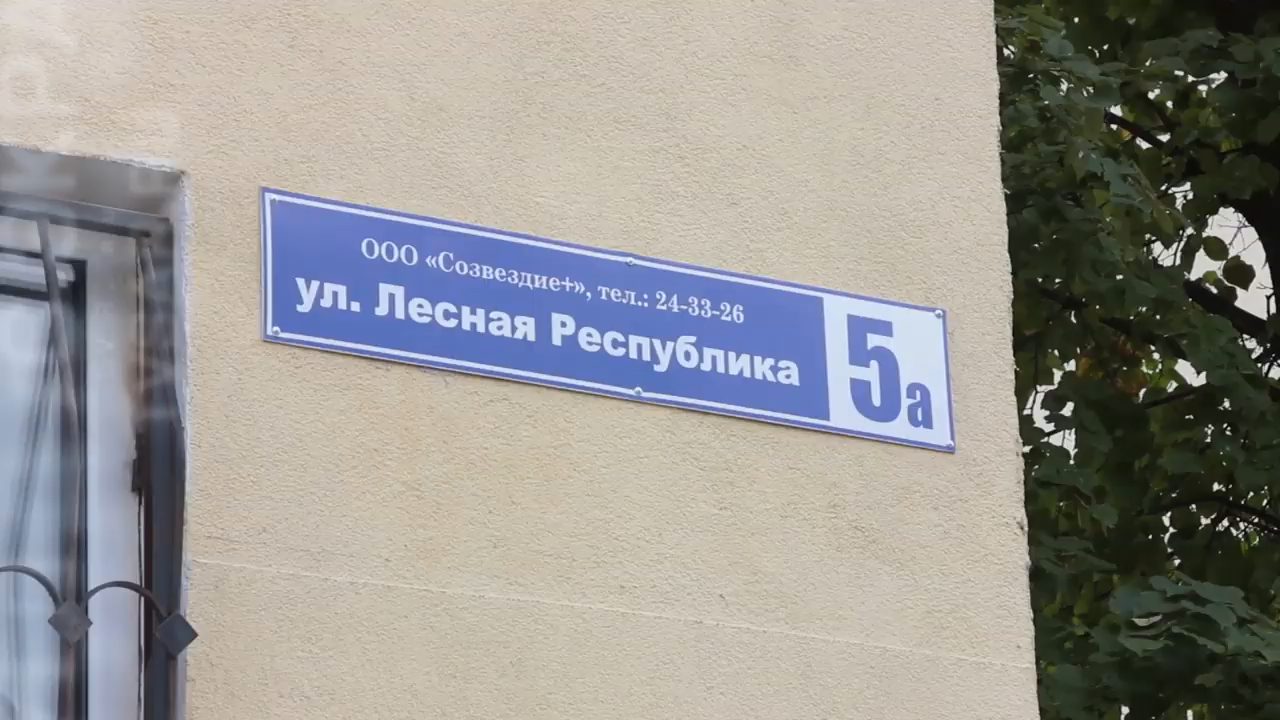 ООО «Созвездие+», тел.: 24-33-26
ул. Лесная Республика
5а